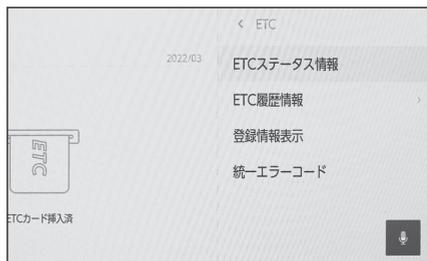 < ETC
2022/03
ETCステータス情報
ETC履歴情報 >
登録情報表示
統一エラーコード
ETC
ETCカード挿入済